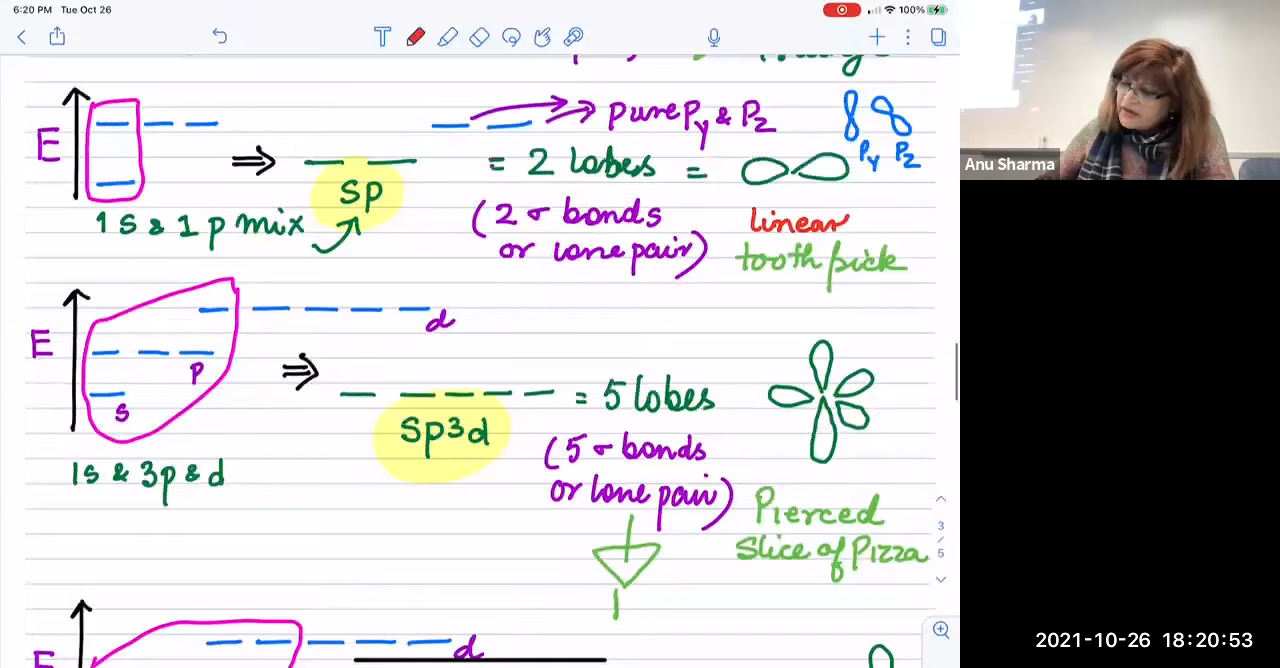 6:20 PM Tue Oct 26
100%
E
pure Py & Pz
Py Pz
= 2 lobes =
sp
1s & 1p mix
(2 σ bonds
or lone pair)
linear
tooth pick
Anu Sharma
E
d
p
s
= 5 lobes
sp3d
1s & 3p & d
(5 σ bonds
or lone pair)
Pierced
Slice of Pizza
3
/
5
E
d
2021-10-26 18:20:53